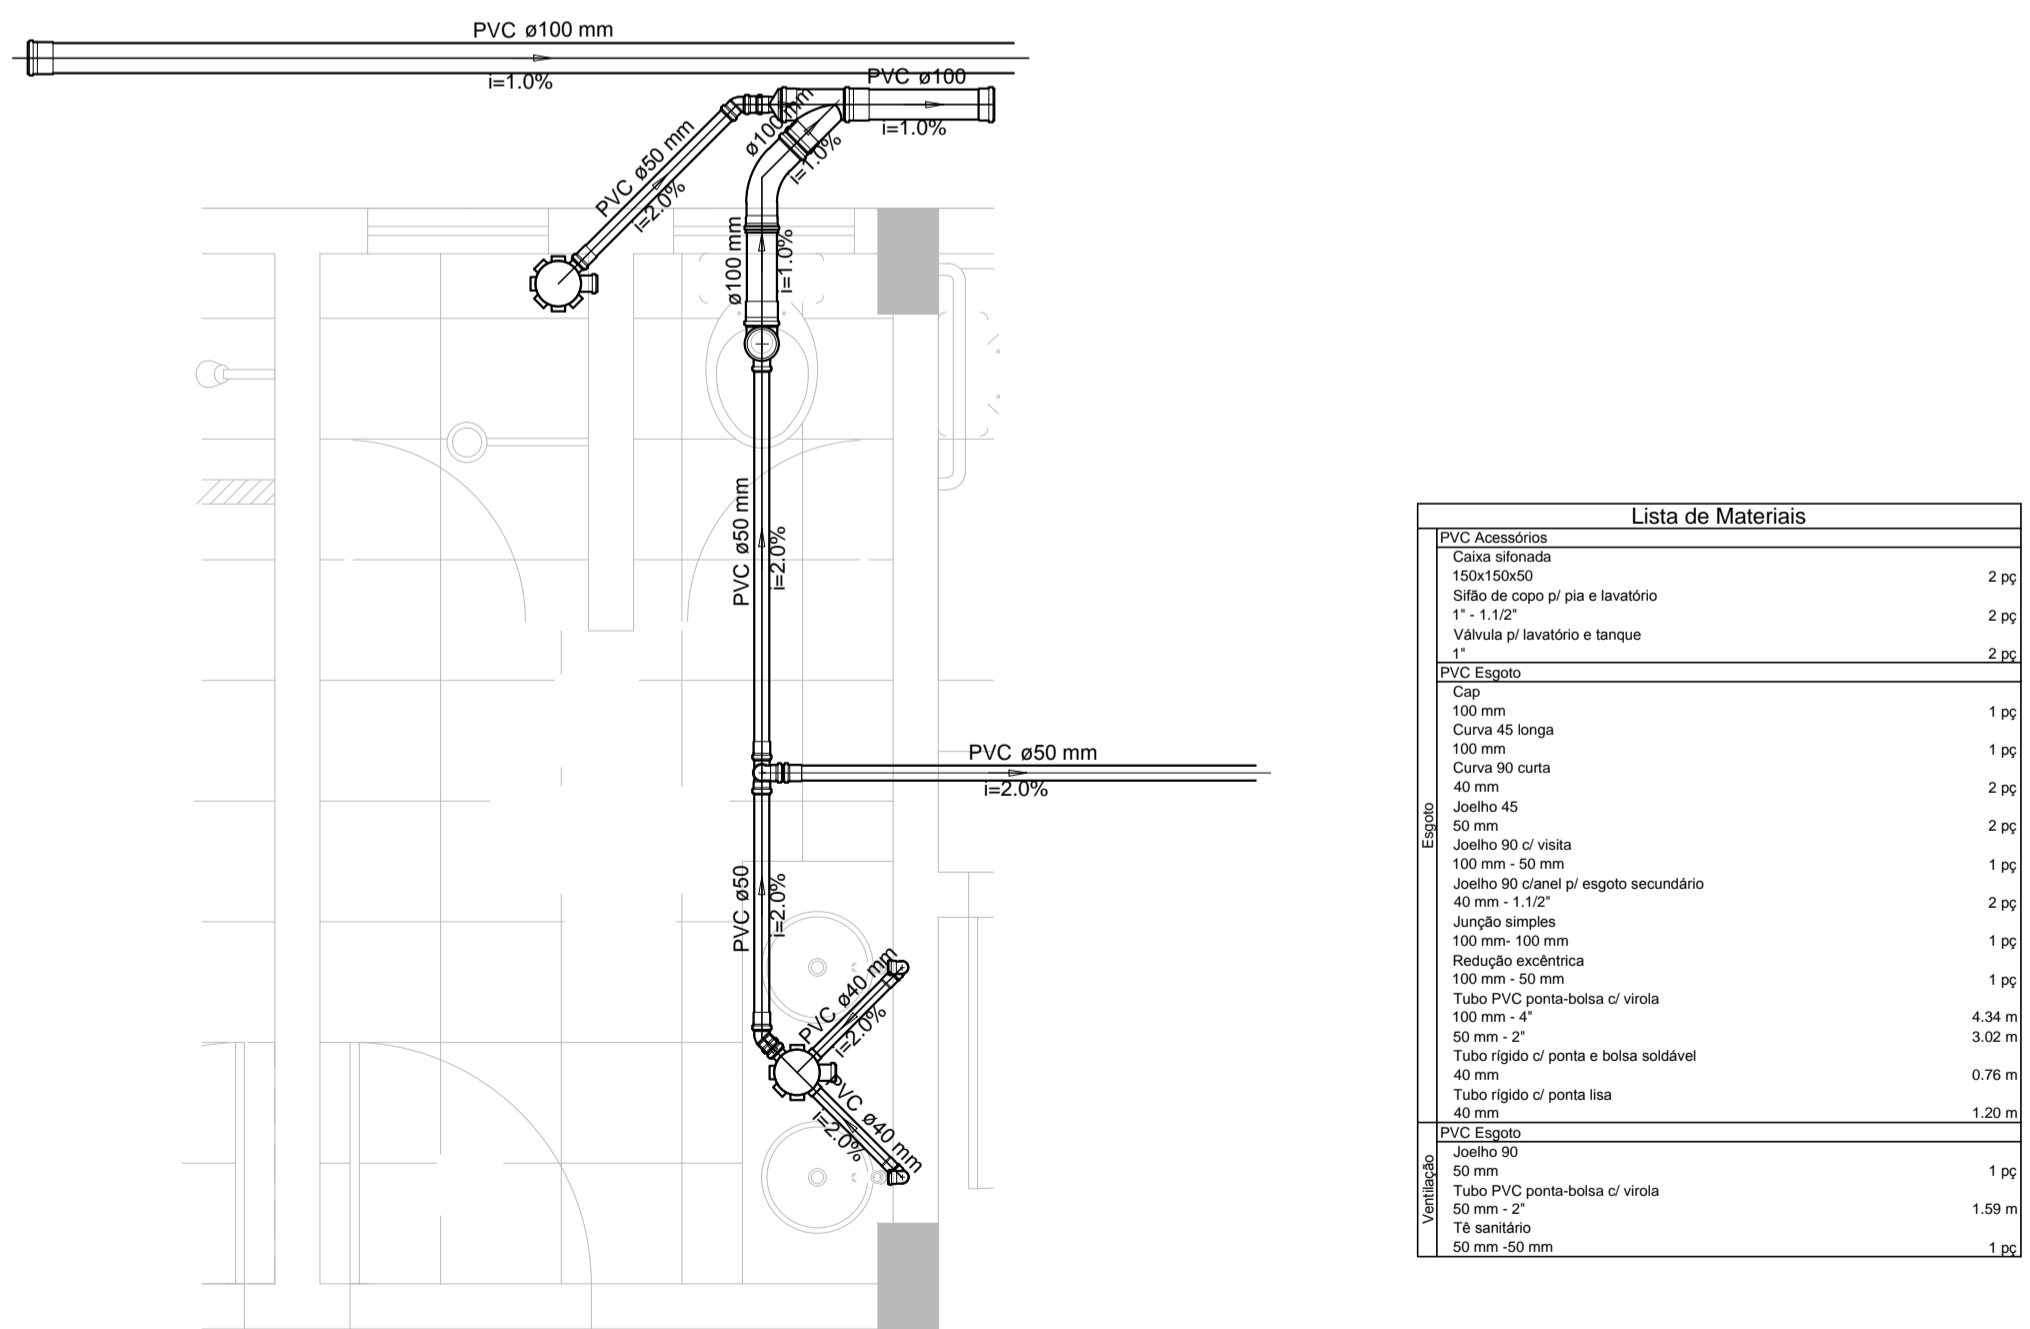 PVC ø100 mm
i=1.0%
PVC ø100
i=1.0%
ø100 mm
i=1.0%
PVC ø50 mm
i=2.0%
ø100 mm
i=1.0%
PVC ø50 mm
i=2.0%
PVC ø50 mm
i=2.0%
PVC ø50
i=2.0%
PVC ø40 mm
i=2.0%
PVC ø40 mm
i=2.0%
Lista de Materiais
Esgoto
PVC Acessórios
Caixa sifonada
150x150x50 2 pç
Sifão de copo p/ pia e lavatório
1" - 1.1/2" 2 pç
Válvula p/ lavatório e tanque
1" 2 pç
PVC Esgoto
Cap
100 mm 1 pç
Curva 45 longa
100 mm 1 pç
Curva 90 curta
40 mm 2 pç
Joelho 45
50 mm 2 pç
Joelho 90 c/ visita
100 mm - 50 mm 1 pç
Joelho 90 c/anel p/ esgoto secundário
40 mm - 1.1/2" 2 pç
Junção simples
100 mm- 100 mm 1 pç
Redução excêntrica
100 mm - 50 mm 1 pç
Tubo PVC ponta-bolsa c/ virola
100 mm - 4" 4.34 m
50 mm - 2" 3.02 m
Tubo rígido c/ ponta e bolsa soldável
40 mm 0.76 m
Tubo rígido c/ ponta lisa
40 mm 1.20 m
Ventilação
PVC Esgoto
Joelho 90
50 mm 1 pç
Tubo PVC ponta-bolsa c/ virola
50 mm - 2" 1.59 m
Tê sanitário
50 mm -50 mm 1 pç